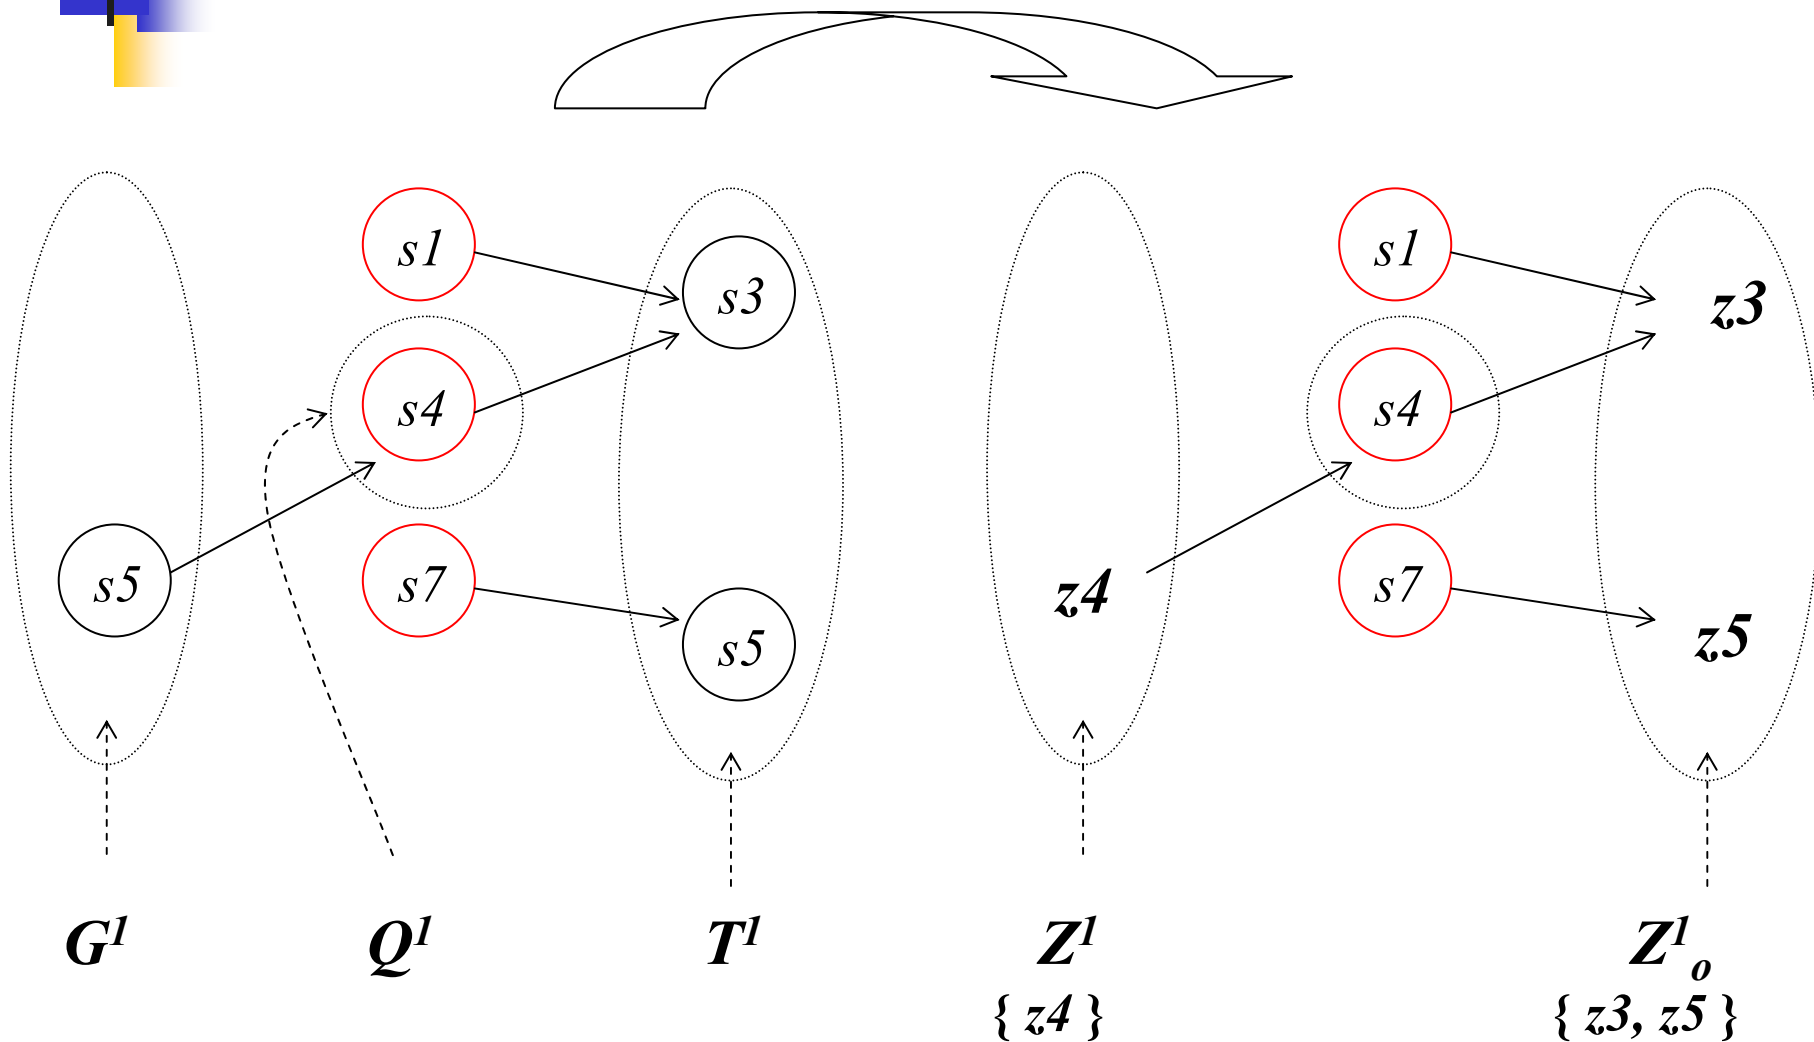 s1
s3
s4
s5
s7
s5
G¹
Q¹
T¹
s1
z3
s4
z4
s7
z5
Z¹
{ z4 }
Z¹ₒ
{ z3, z5 }